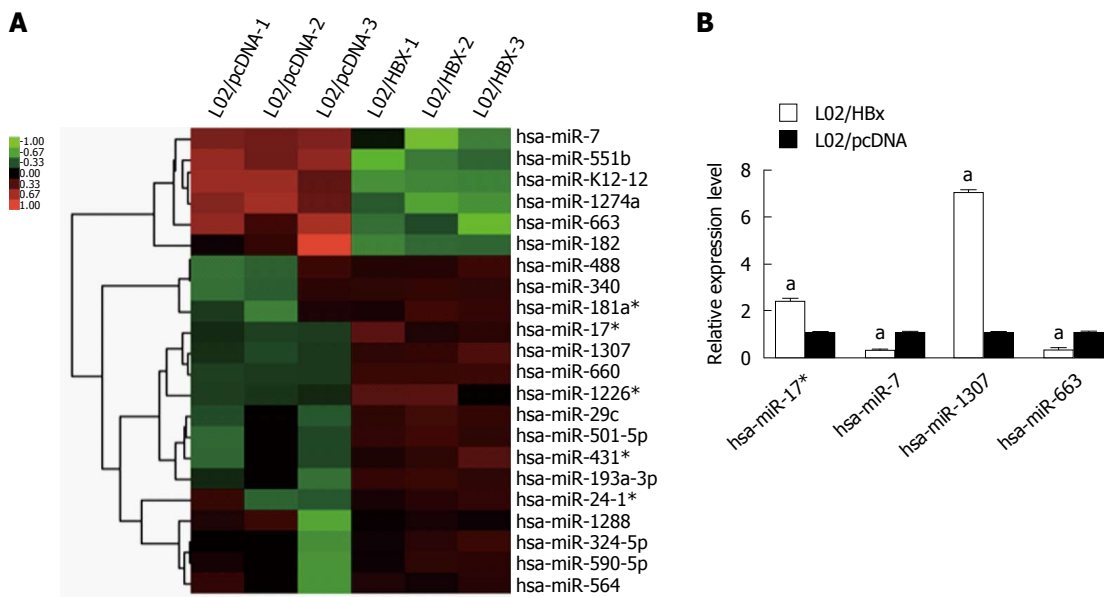 A
L02/pcDNA-1
L02/pcDNA-2
L02/pcDNA-3
L02/HBX-1
L02/HBX-2
L02/HBX-3
-1.00
-0.67
-0.33
0.00
0.33
0.67
1.00
hsa-miR-7
hsa-miR-551b
hsa-miR-K12-12
hsa-miR-1274a
hsa-miR-663
hsa-miR-182
hsa-miR-488
hsa-miR-340
hsa-miR-181a*
hsa-miR-17*
hsa-miR-1307
hsa-miR-660
hsa-miR-1226*
hsa-miR-29c
hsa-miR-501-5p
hsa-miR-431*
hsa-miR-193a-3p
hsa-miR-24-1*
hsa-miR-1288
hsa-miR-324-5p
hsa-miR-590-5p
hsa-miR-564
B
L02/HBx
L02/pcDNA
Relative expression level
8
6
4
2
0
a
a
a
a
hsa-miR-17*
hsa-miR-7
hsa-miR-1307
hsa-miR-663